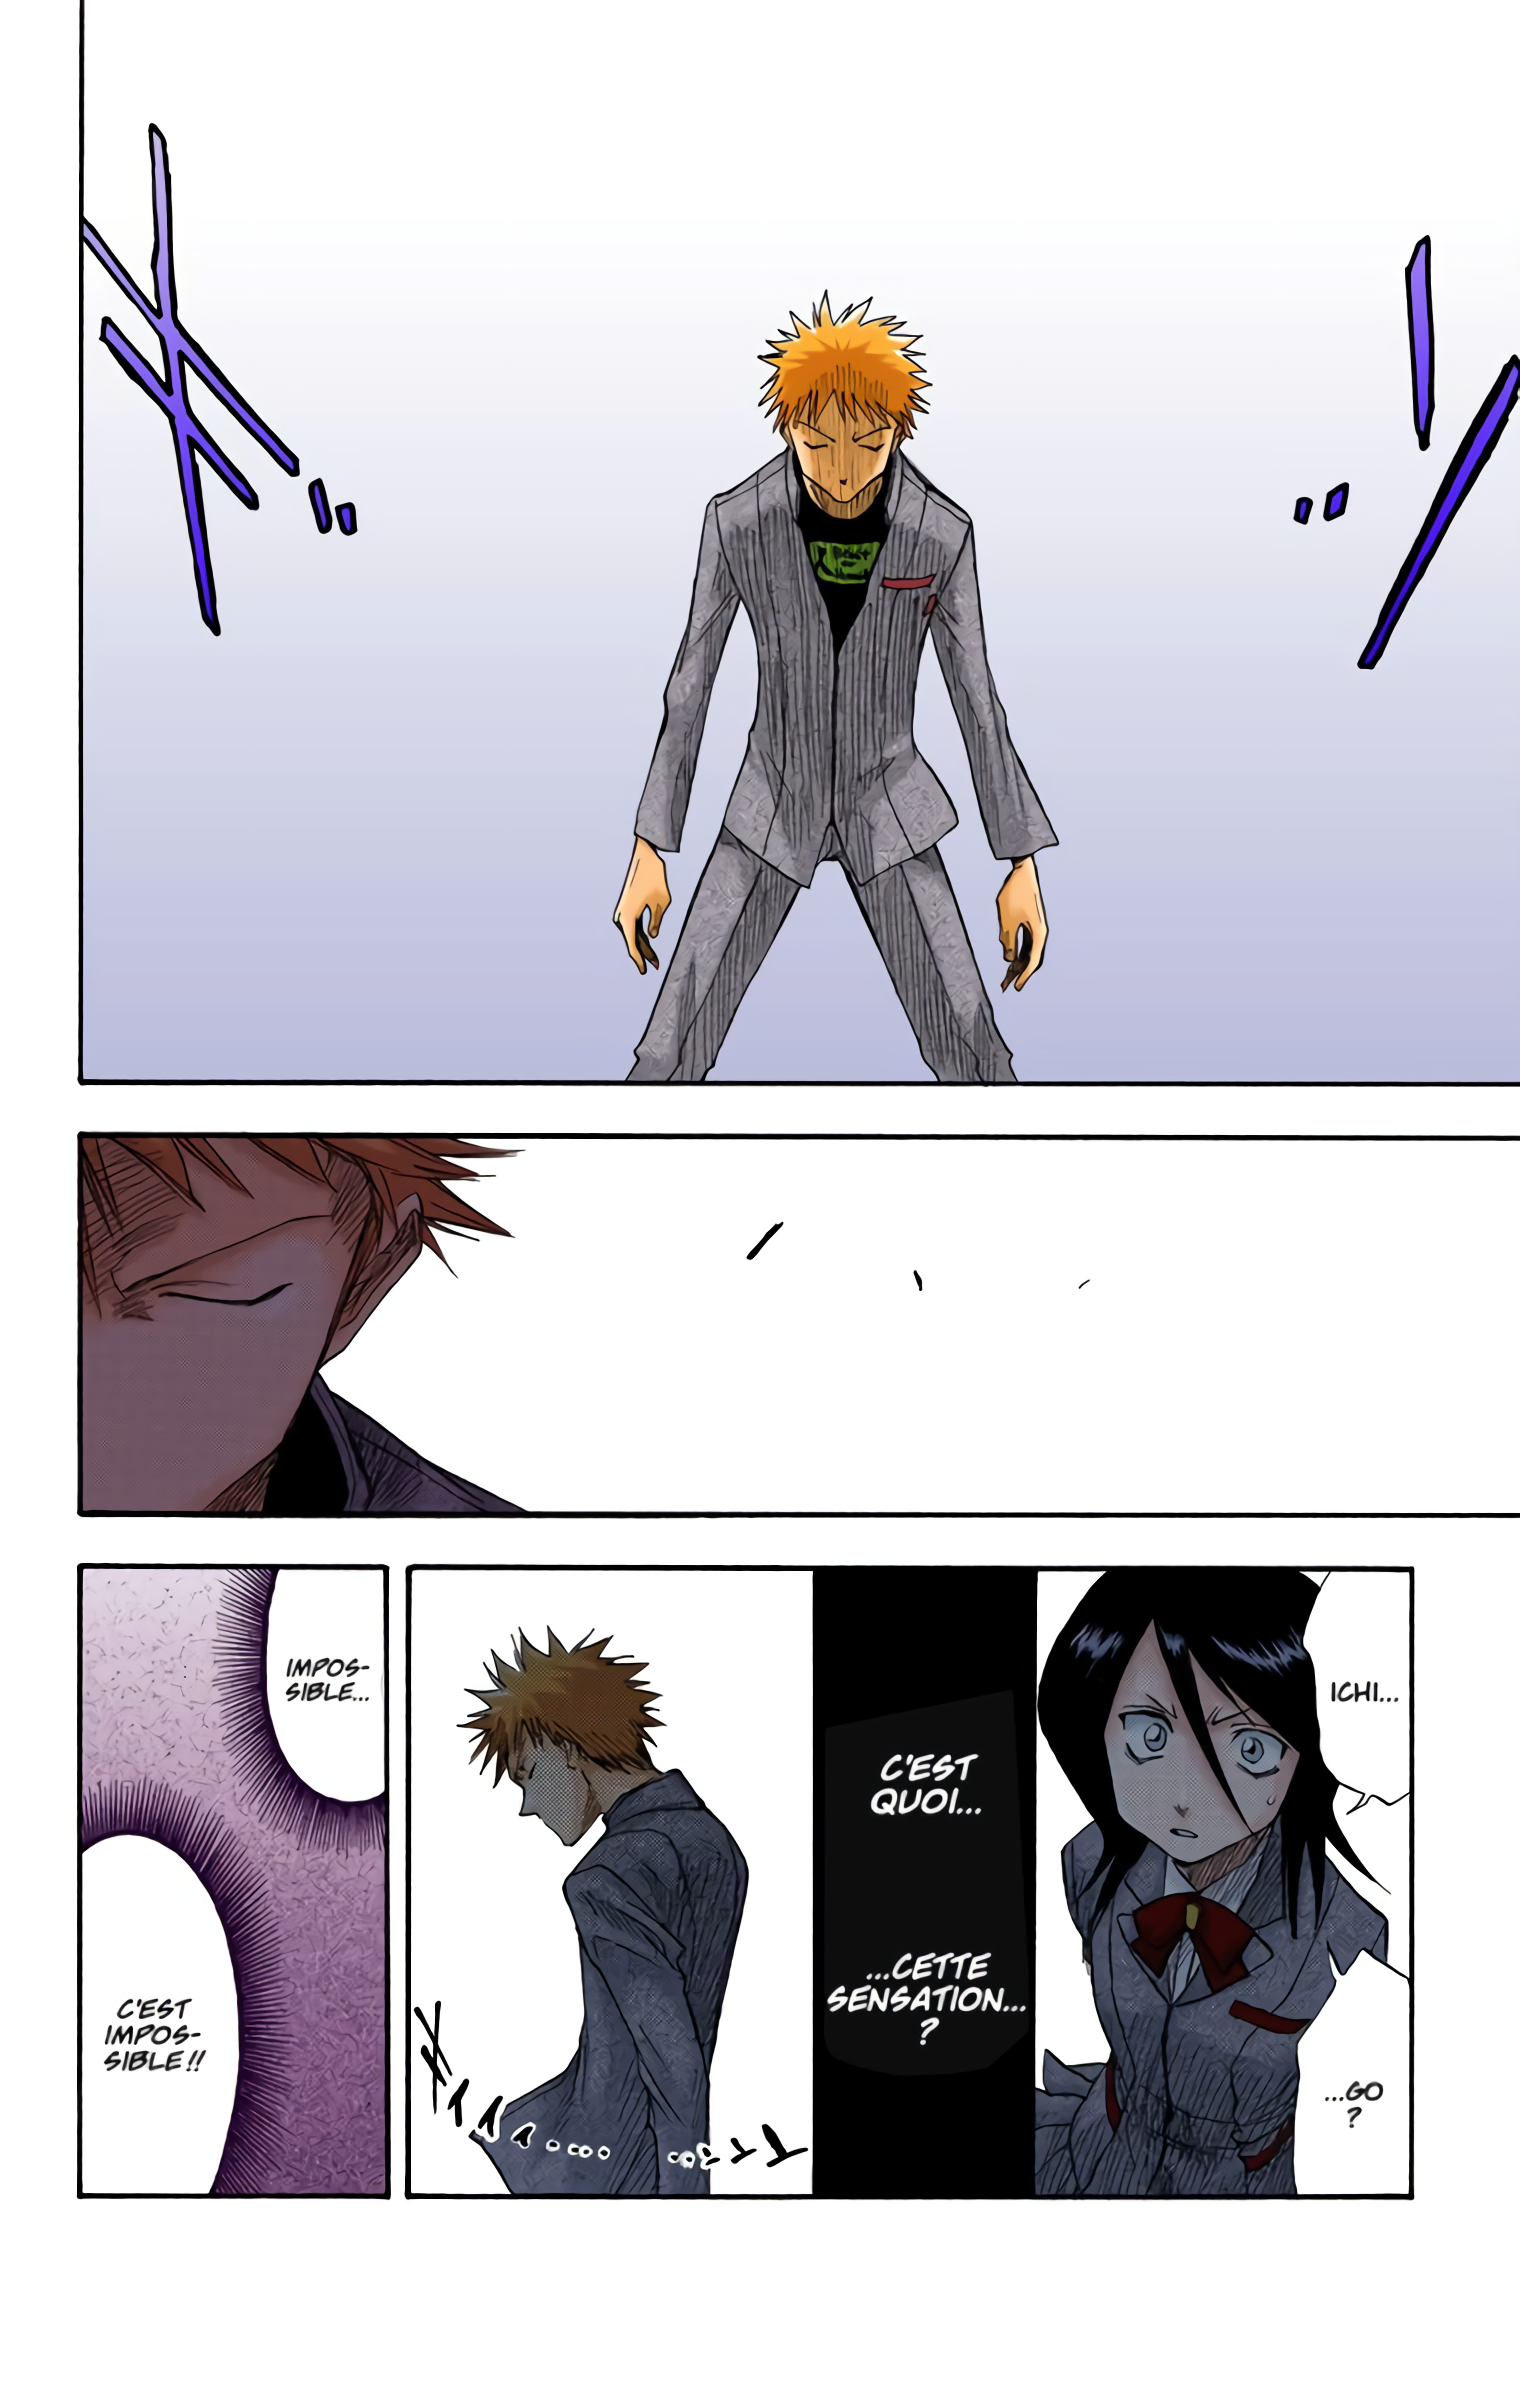 ICHI...
...GO
?
C'EST
QUOI...
...CETTE
SENSATION...
?
IMPOS-
SIBLE...
C'EST
IMPOS-
SIBLE!!